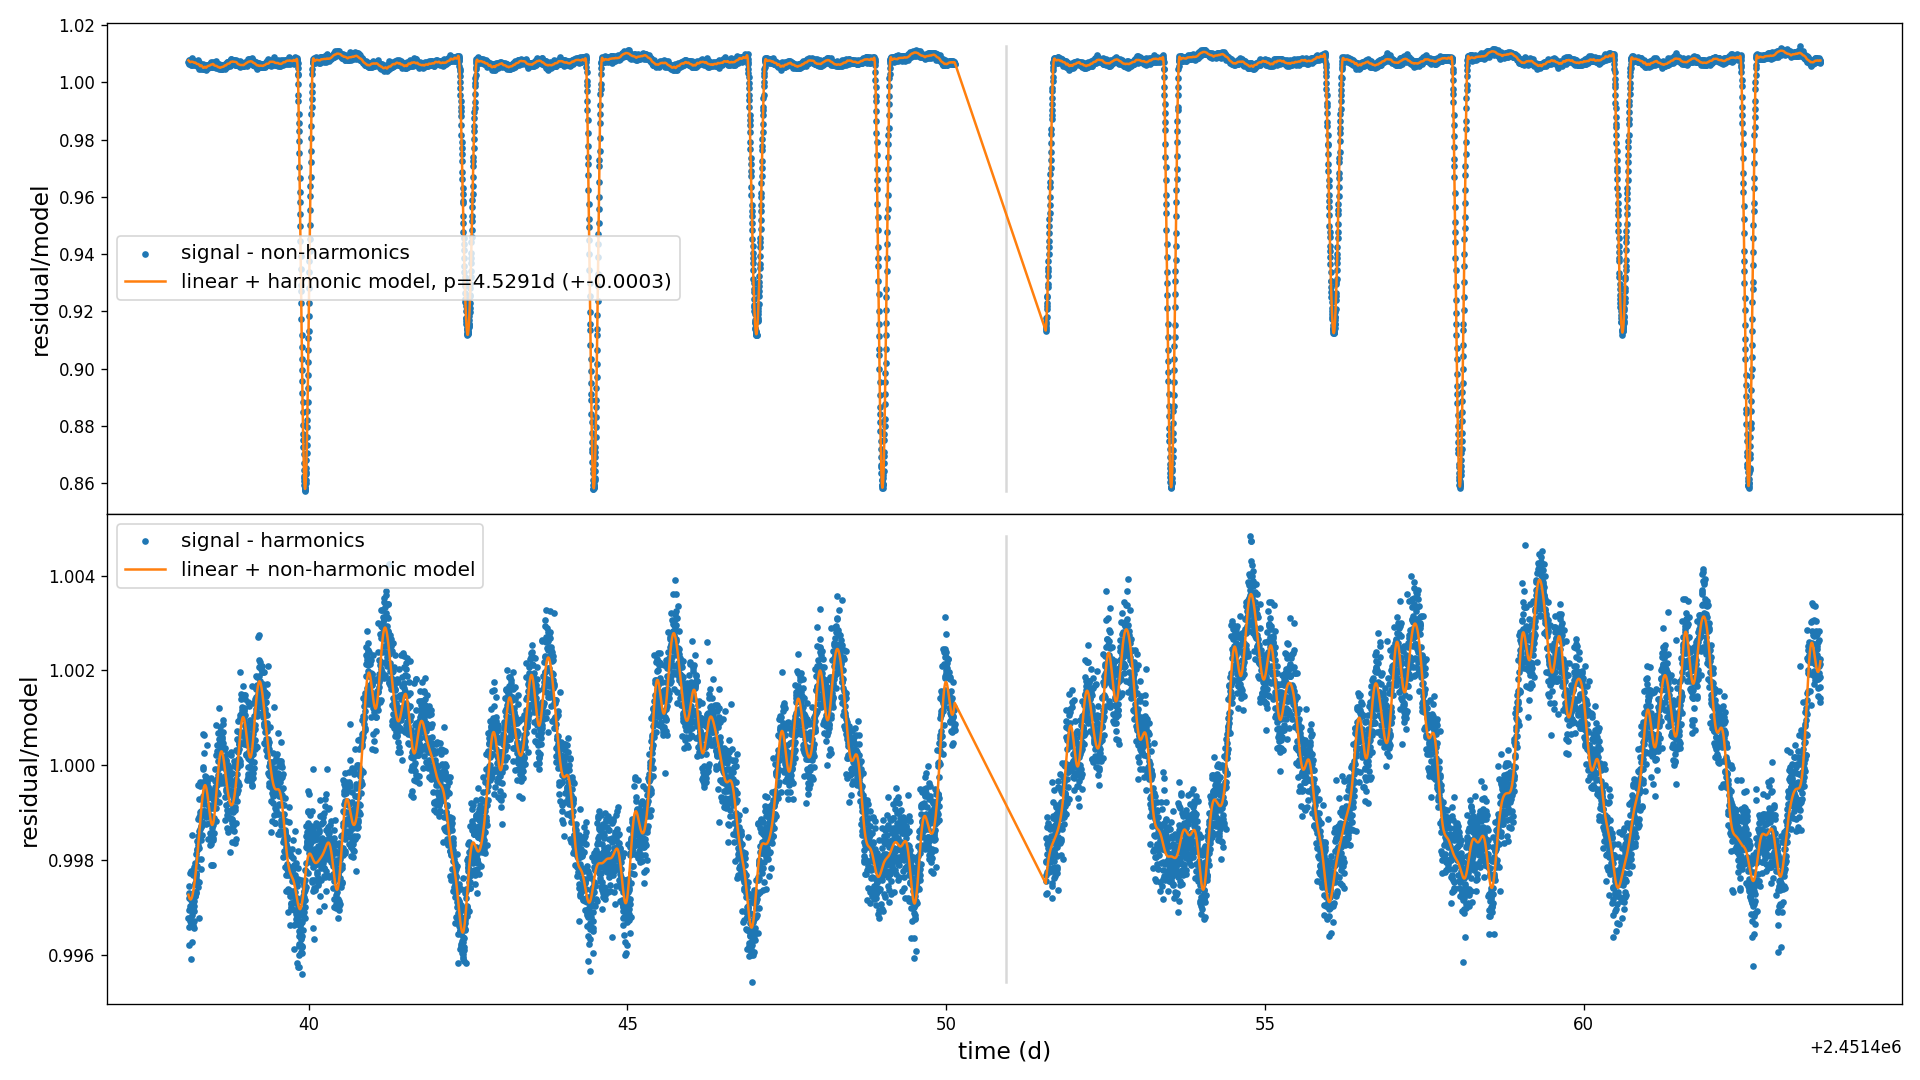 1.02
1.00
0.98
0.96
0.94
0.92
0.90
0.88
0.86
residual/model
signal - non-harmonics
linear + harmonic model, p=4.5291d (+-0.0003)
1.004
1.002
1.000
0.998
0.996
residual/model
signal - harmonics
linear + non-harmonic model
40
45
50
55
60
time (d)
+2.4514e6